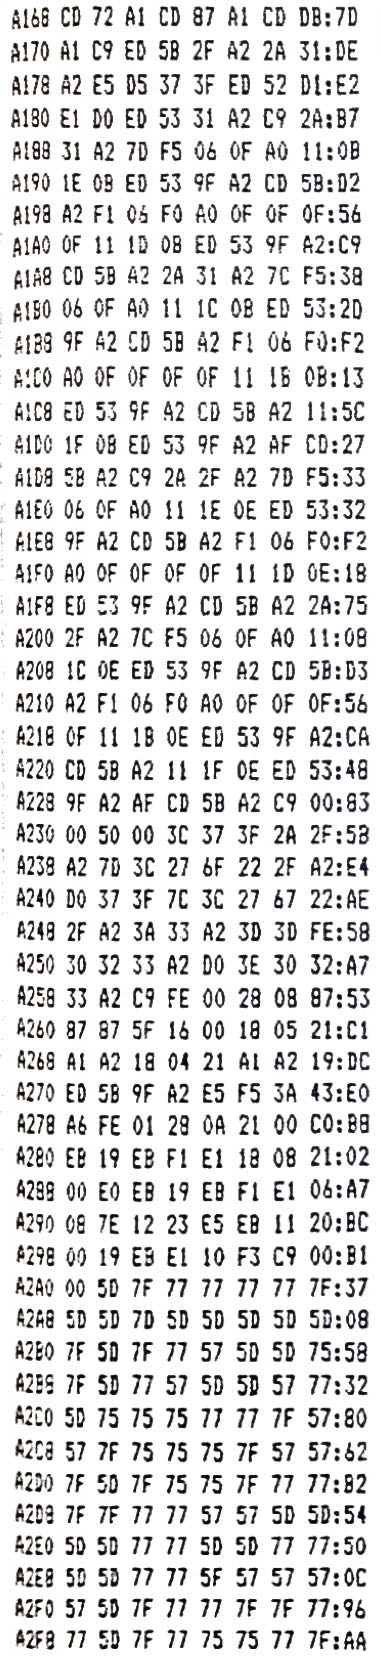 A168 CD 72 A1 CD 87 A1 CD DB:7D
A170 A1 C9 ED 5B 2F A2 2A 31:DE
A178 A2 E5 D5 37 3F ED 52 D1:E2
A180 E1 D0 ED 53 31 A2 C9 2A:B7
A188 31 A2 7D F5 06 0F A0 11:0B
A190 1E 0B ED 53 9F A2 CD 5B:D2
A198 A2 F1 06 F0 A0 0F 0F 0F:56
A1A0 0F 11 1D 0B ED 53 9F A2:C9
A1A8 CD 5B A2 2A 31 A2 7C F5:38
A1B0 06 0F A0 11 1C 0B ED 53:2D
A1B8 9F A2 CD 5B A2 F1 06 F0:F2
A1C0 A0 0F 0F 0F 0F 11 1B 0B:13
A1C8 ED 53 9F A2 CD 5B A2 11:5C
A1D0 1F 0B ED 53 9F A2 AF CD:27
A1D8 5B A2 C9 2A 2F A2 7D F5:33
A1E0 06 0F A0 11 1E 0E ED 53:32
A1E8 9F A2 CD 5B A2 F1 06 F0:F2
A1F0 A0 0F 0F 0F 0F 11 1D 0E:18
A1F8 ED 53 9F A2 CD 5B A2 2A:75
A200 2F A2 7C F5 06 0F A0 11:08
A208 1C 0E ED 53 9F A2 CD 5B:D3
A210 A2 F1 06 F0 A0 0F 0F 0F:56
A218 0F 11 1B 0E ED 53 9F A2:CA
A220 CD 5B A2 11 1F 0E ED 53:48
A228 9F A2 AF CD 5B A2 C9 00:83
A230 00 50 00 3C 37 3F 2A 2F:5B
A238 A2 7D 3C 27 6F 22 2F A2:E4
A240 D0 37 3F 7C 3C 27 67 22:AE
A248 2F A2 3A 33 A2 3D 3D FE:58
A250 30 32 33 A2 D0 3E 30 32:A7
A258 33 A2 C9 FE 00 28 08 87:53
A260 87 87 5F 16 00 18 05 21:C1
A268 A1 A2 18 04 21 A1 A2 19:DC
A270 ED 5B 9F A2 E5 F5 3A 43:E0
A278 A6 FE 01 28 0A 21 00 C0:B8
A280 EB 19 EB F1 E1 18 08 21:02
A288 00 E0 EB 19 EB F1 E1 06:A7
A290 08 7E 12 23 E5 EB 11 20:BC
A298 00 19 EB E1 10 F3 C9 00:B1
A2A0 00 5D 7F 77 77 77 77 7F:37
A2A8 5D 5D 7D 5D 5D 5D 5D 5D:08
A2B0 7F 5D 7F 77 57 5D 5D 75:58
A2B8 7F 5D 77 57 5D 5D 57 77:32
A2C0 5D 75 75 75 77 77 7F 57:80
A2C8 57 7F 75 75 75 7F 57 57:62
A2D0 7F 5D 7F 75 75 7F 77 77:B2
A2D8 7F 7F 77 77 57 57 5D 5D:54
A2E0 5D 5D 77 77 5D 5D 77 77:50
A2E8 5D 5D 77 77 5F 57 57 57:0C
A2F0 57 5D 7F 77 77 7F 7F 77:96
A2F8 77 5D 7F 77 75 75 77 7F:AA